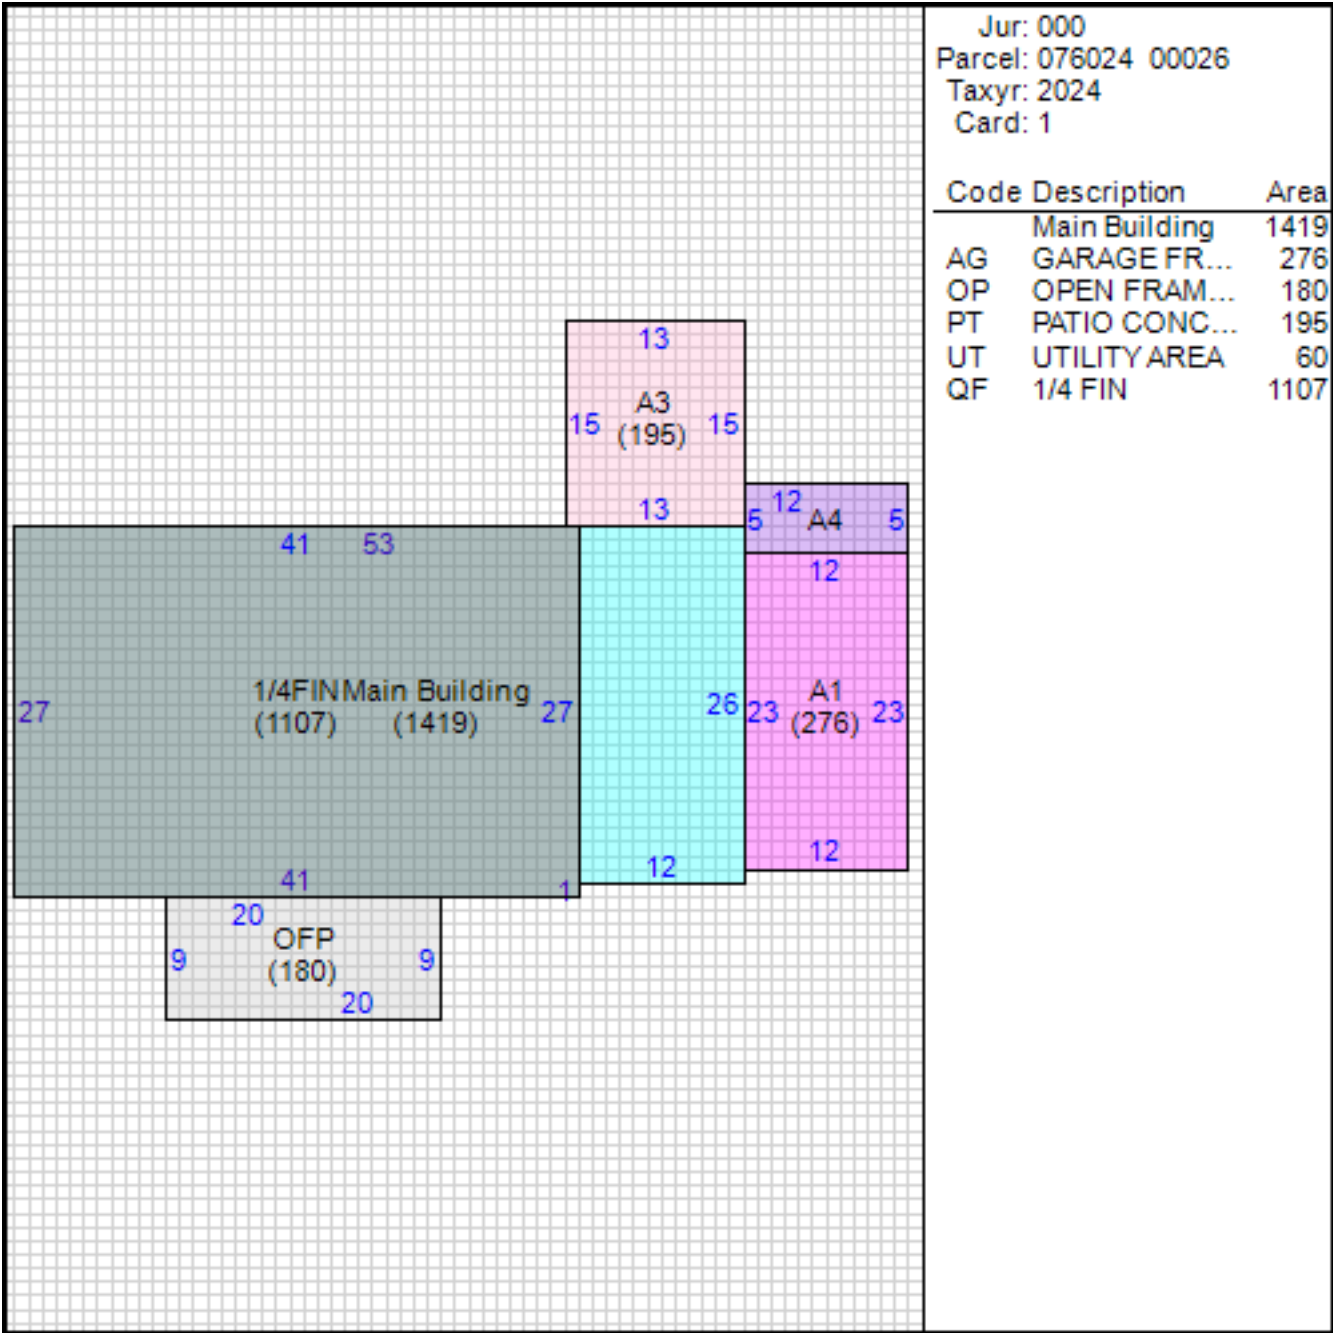 Jur: 000
Parcel: 076024 00026
Taxyr: 2024
Card: 1
Code Description Area
Main Building 1419
AG GARAGE FR... 276
OP OPEN FRAM... 180
PT PATIO CONC... 195
UT UTILITY AREA 60
QF 1/4 FIN 1107
13
A3
15 (195) 15
13
12
5 A4 5
41 53
12
1/4FIN Main Building
27 (1107) (1419) 27
26
A1
23 (276) 23
12
12
41
1
20
OFP
9 (180) 9
20